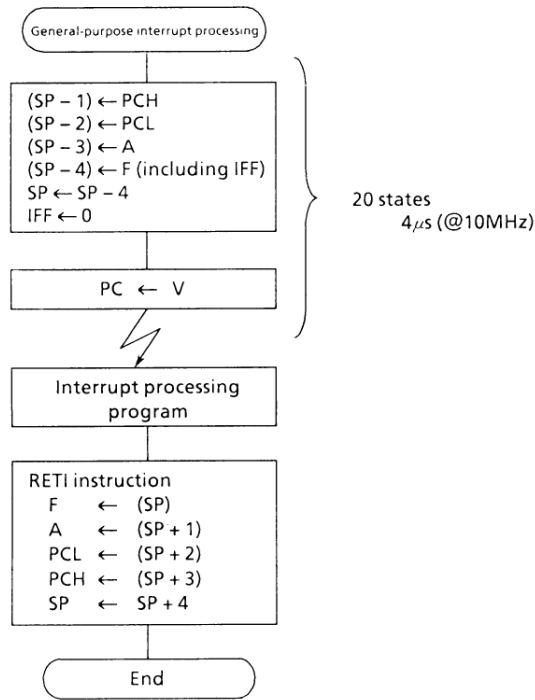 General-purpose interrupt processing
(SP – 1) ← PCH
(SP – 2) ← PCL
(SP – 3) ← A
(SP – 4) ← F (including IFF)
SP ← SP – 4
IFF ← 0
20 states
4μs (@10MHz)
PC ← V
Interrupt processing
program
RETI instruction
F ← (SP)
A ← (SP + 1)
PCL ← (SP + 2)
PCH ← (SP + 3)
SP ← SP + 4
End